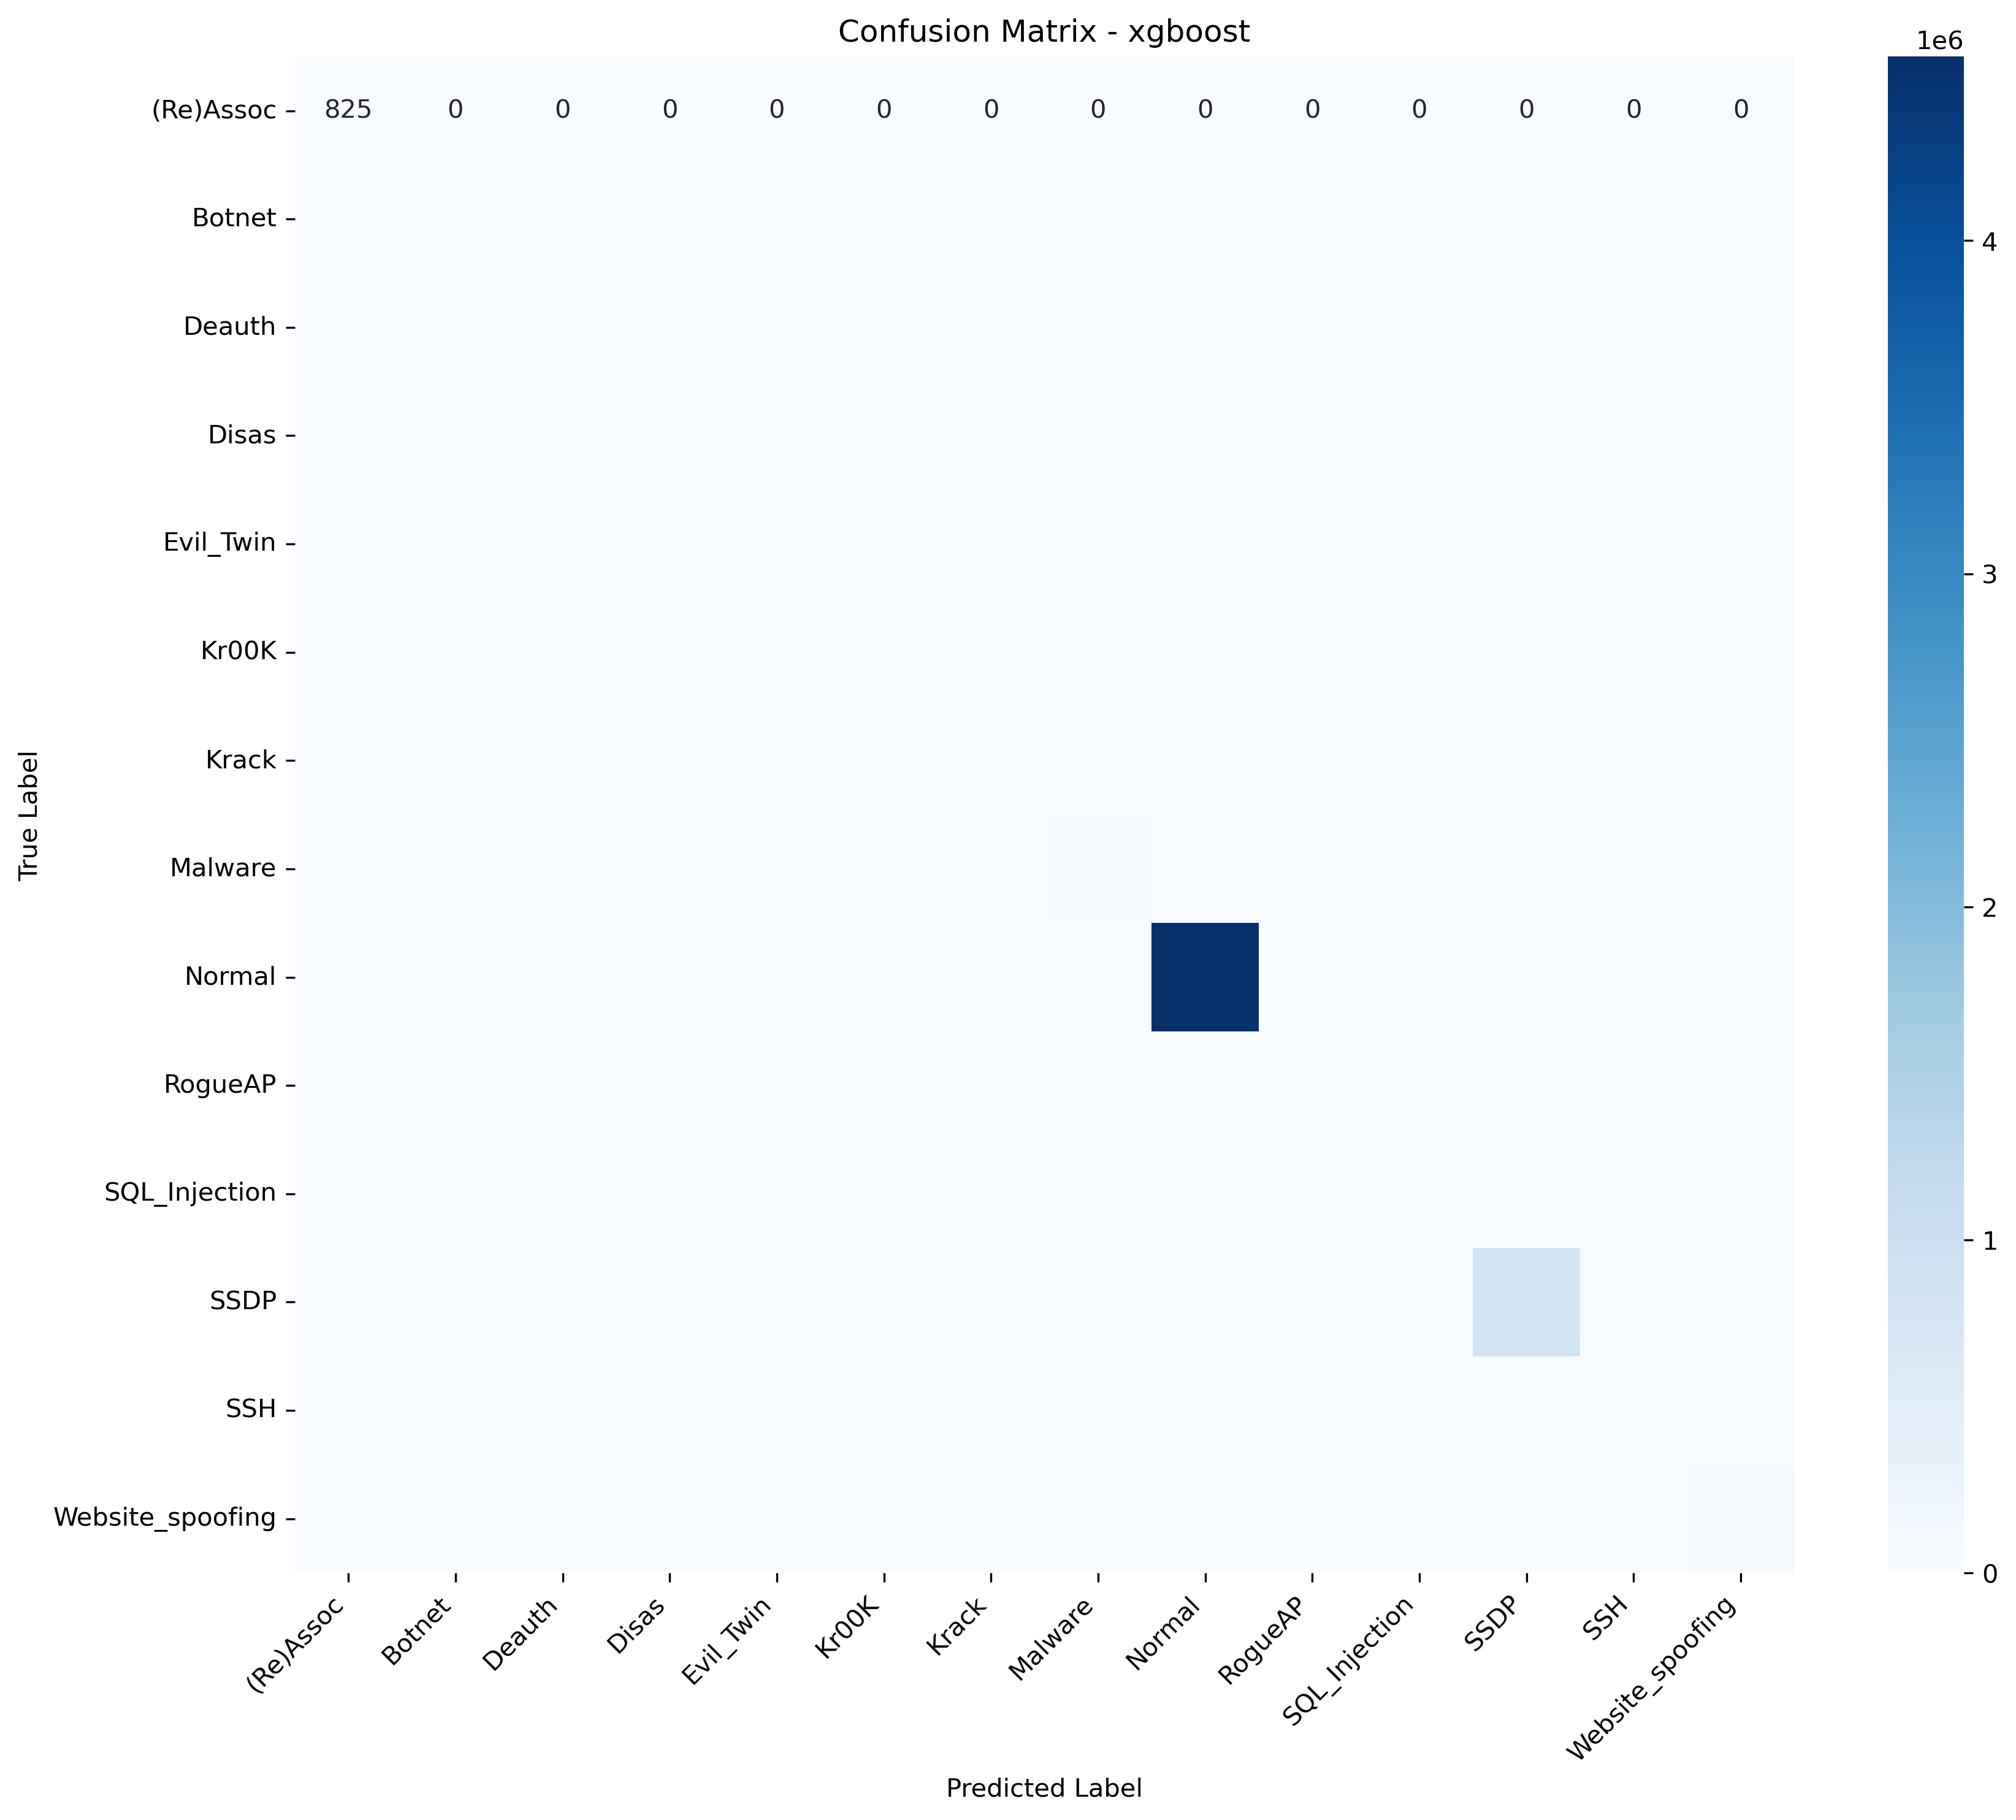 Confusion Matrix - xgboost
1e6
(Re)Assoc 825 0 0 0 0 0 0 0 0 0 0 0 0 0
Botnet
Deauth
Disas
Evil_Twin
Kr00K
Krack
Malware
Normal
RogueAP
SQL_Injection
SSDP
SSH
Website_spoofing
True Label
(Re)Assoc
Botnet
Deauth
Disas
Evil_Twin
Kr00K
Krack
Malware
Normal
RogueAP
SQL_Injection
SSDP
SSH
Website_spoofing
Predicted Label
4
3
2
1
0